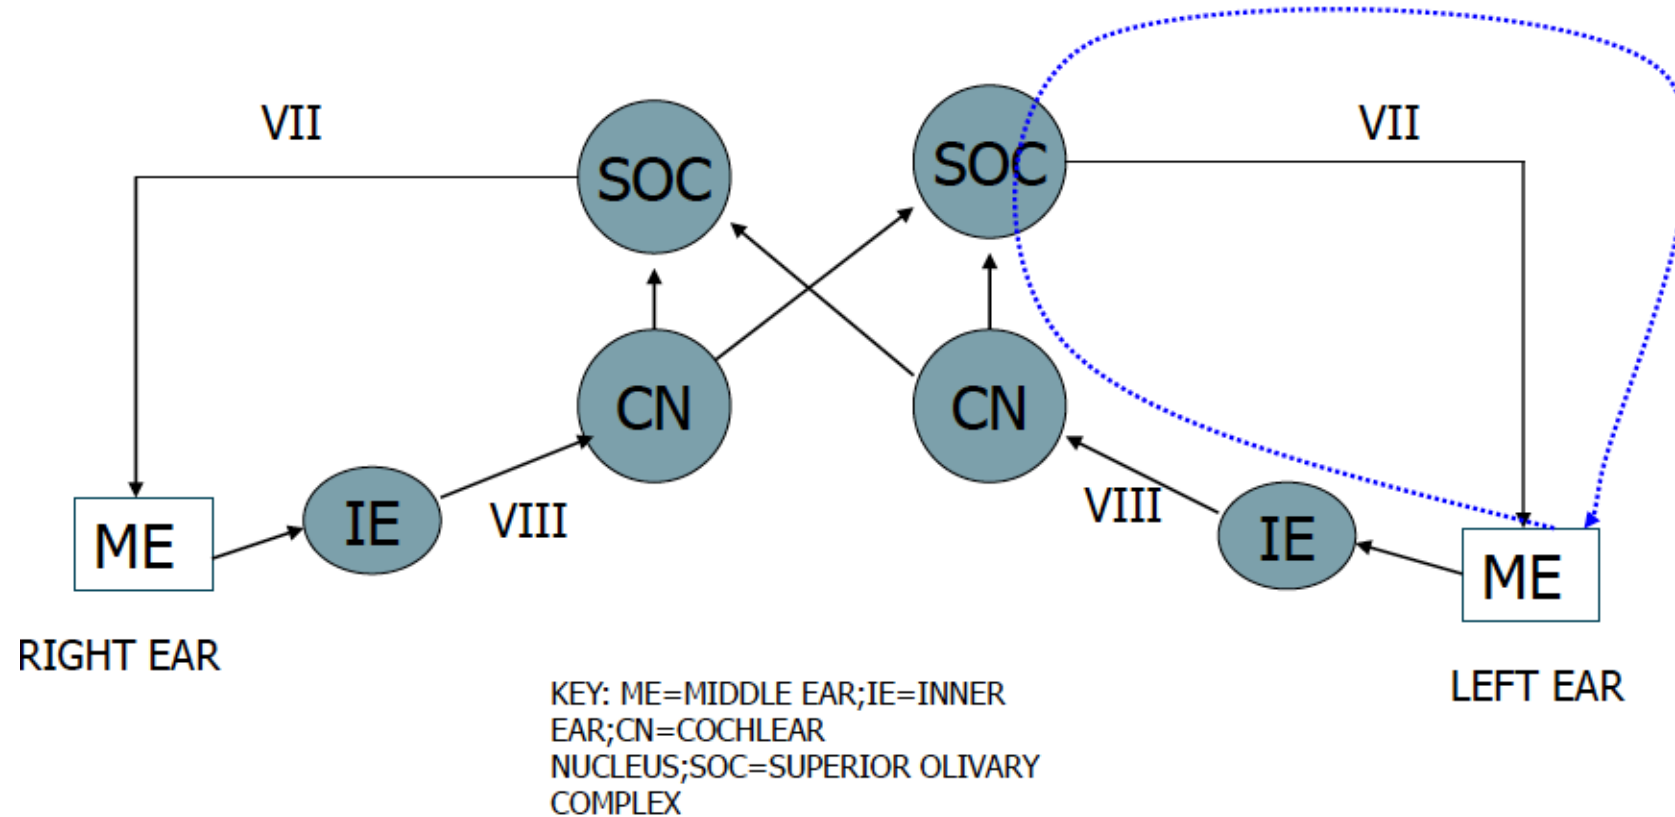 VII
VII
SOC
SOC
CN
CN
IE
VIII
VIII
IE
ME
ME
RIGHT EAR
LEFT EAR
KEY: ME=MIDDLE EAR;IE=INNER
EAR;CN=COCHLEAR
NUCLEUS;SOC=SUPERIOR OLIVARY
COMPLEX